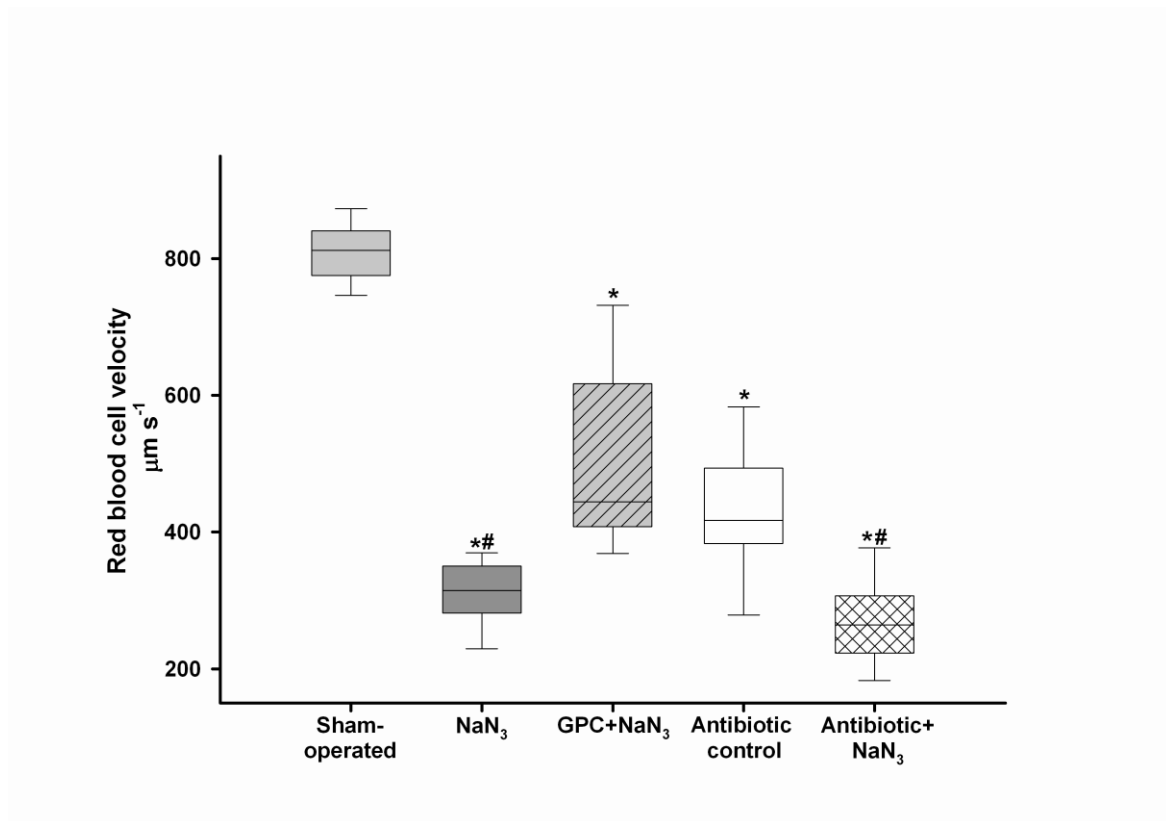 Red blood cell velocity
μm s⁻¹
800
600
400
200
*#
*
*
*#
Sham-
operated
NaN₃
GPC+NaN₃
Antibiotic
control
Antibiotic+
NaN₃